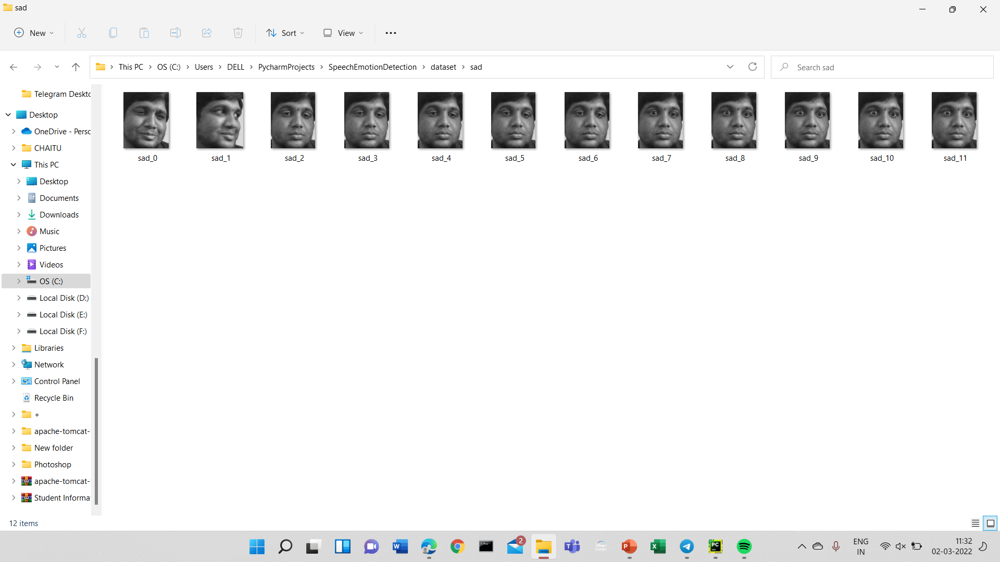 sad
New
Sort
View
This PC > OS (C:) > Users > DELL > PycharmProjects > SpeechEmotionDetection > dataset > sad
Search sad
Telegram Deskto
Desktop
OneDrive - Perso
CHAITU
This PC
Desktop
Documents
Downloads
Music
Pictures
Videos
OS (C:)
Local Disk (D:)
Local Disk (E:)
Local Disk (F:)
Libraries
Network
Control Panel
Recycle Bin
+
apache-tomcat-
New folder
Photoshop
apache-tomcat-
Student Informa
sad_0 sad_1 sad_2 sad_3 sad_4 sad_5 sad_6 sad_7 sad_8 sad_9 sad_10 sad_11
12 items
2
ENG
IN
11:32
02-03-2022